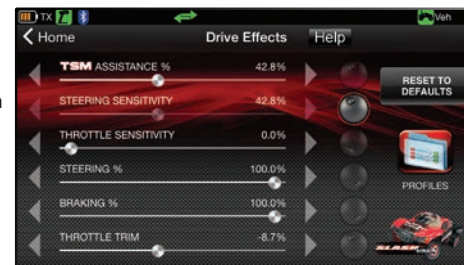 TX Veh
Home Drive Effects Help
TSM ASSISTANCE % 42.8%
STEERING SENSITIVITY 42.8%
THROTTLE SENSITIVITY 0.0%
STEERING % 100.0%
BRAKING % 100.0%
THROTTLE TRIM -8.7%
RESET TO
DEFAULTS
PROFILES
SLASH